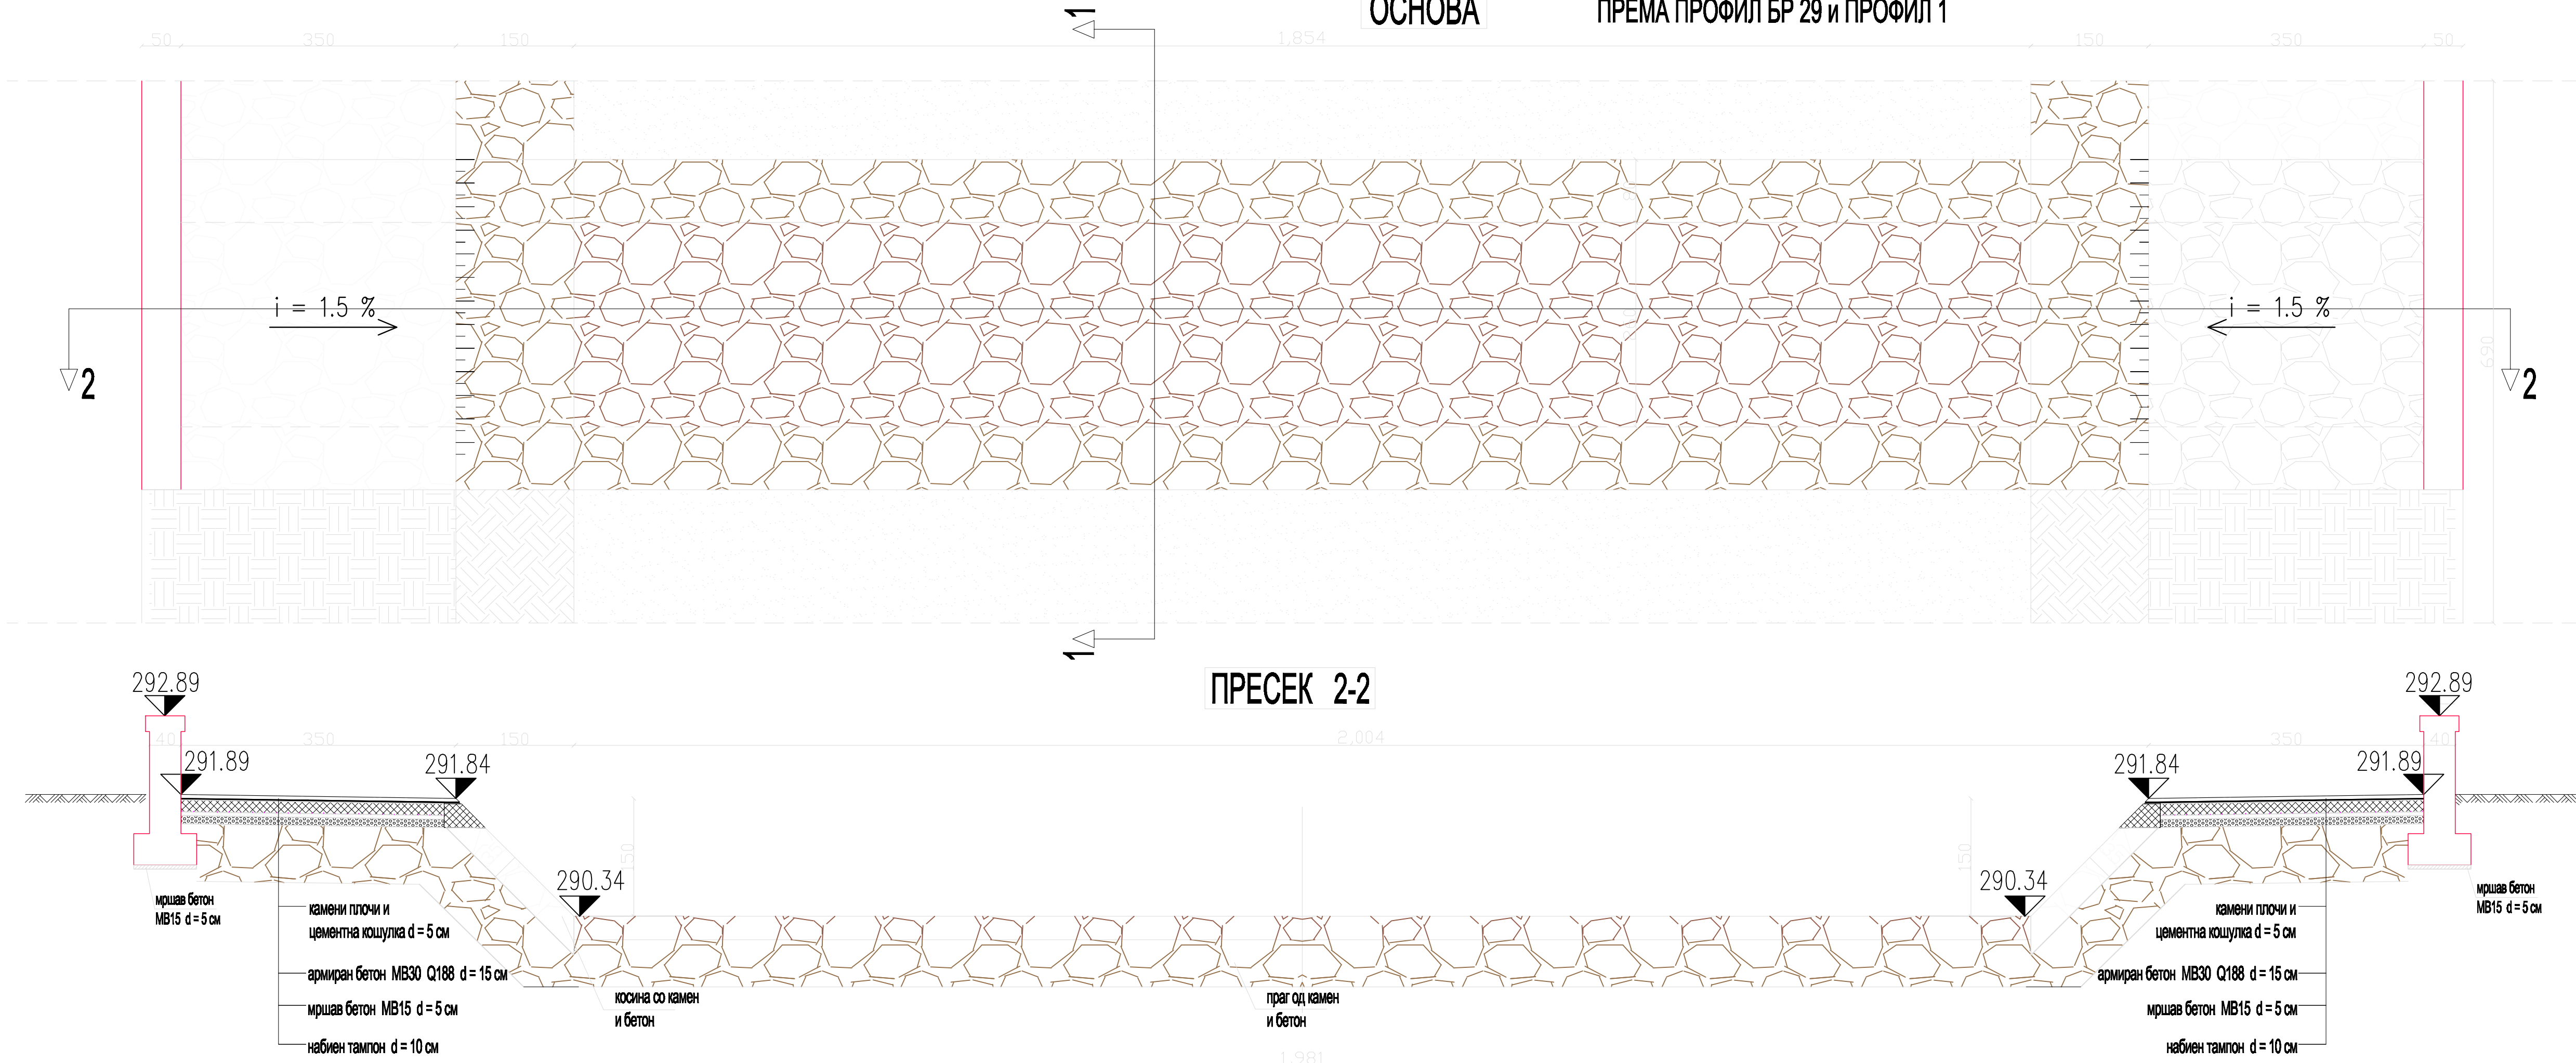 ОСНОВА
ПРЕМА ПРОФИЛ БР 29 и ПРОФИЛ 1
1
50
350
150
1,854
150
350
50
i = 1.5 %
i = 1.5 %
690
2
2
1
ПРЕСЕК 2-2
292.89
292.89
40
350
150
2,004
350
40
291.89
291.84
291.84
291.89
150
150
290.34
290.34
мршав бетон
МВ15 d = 5 см
камени плочи и
цементна кошулка d = 5 см
армиран бетон МВ30 Q188 d = 15 см
мршав бетон МВ15 d = 5 см
набиен тампон d = 10 см
косина со камен
и бетон
праг од камен
и бетон
камени плочи и
цементна кошулка d = 5 см
армиран бетон МВ30 Q188 d = 15 см
мршав бетон МВ15 d = 5 см
набиен тампон d = 10 см
мршав бетон
МВ15 d = 5 см
1,981